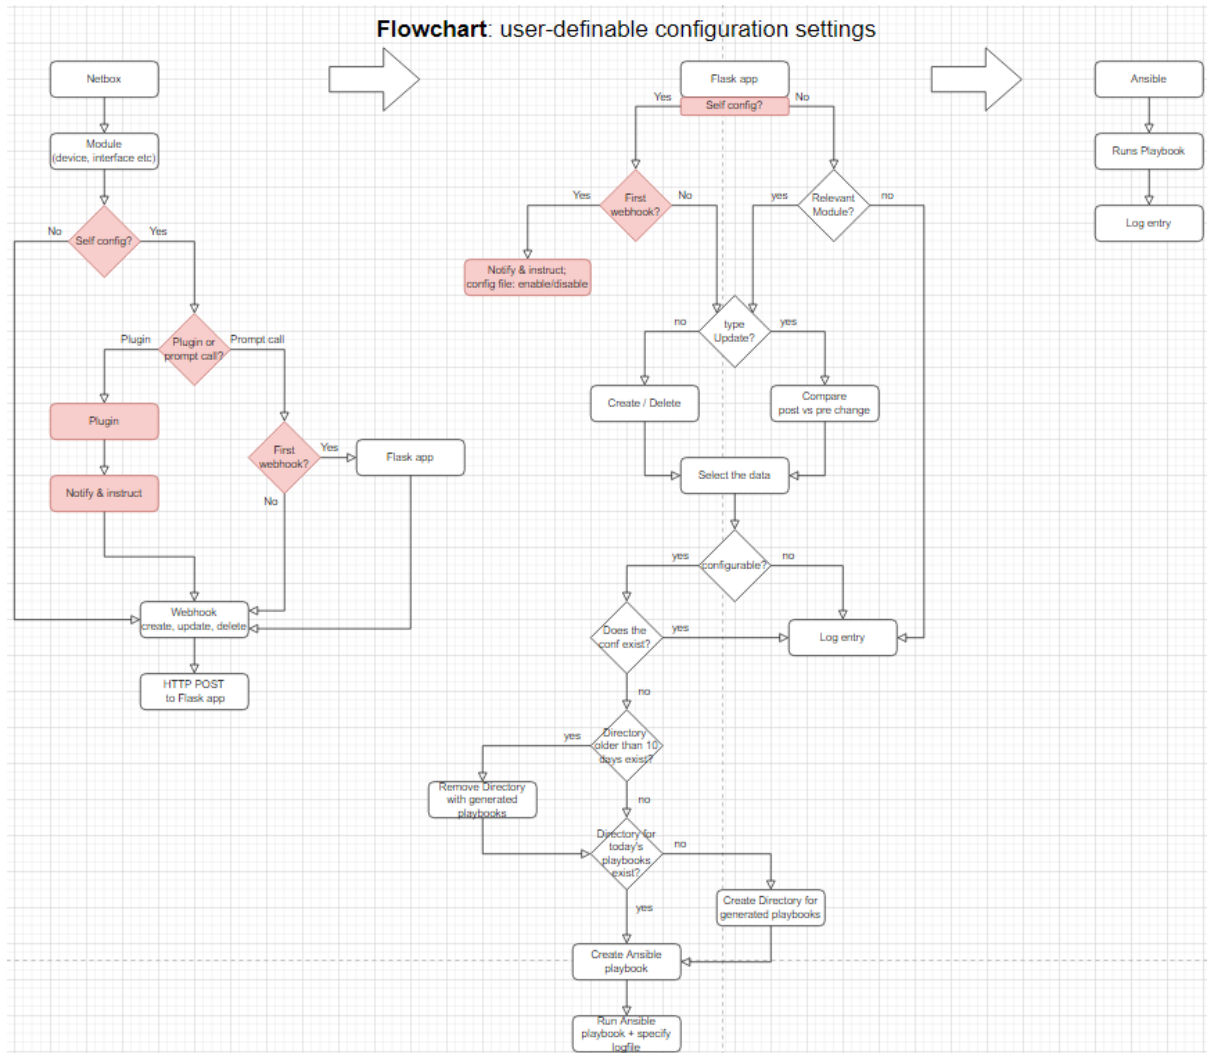 Flowchart: user-definable configuration settings
Netbox
Module
(device, interface etc)
Self config?
No
Yes
Plugin or
prompt call?
Plugin
Prompt call
Plugin
Notify & instruct
First
webhook?
Yes
No
Flask app
Webhook
create, update, delete
HTTP POST
to Flask app
Flask app
Self config?
Yes
No
First
webhook?
Yes
No
Notify & instruct;
config file: enable/disable
Relevant
Module?
yes
no
type
Update?
no
yes
Create / Delete
Compare
post vs pre change
Select the data
configurable?
yes
no
Does the
conf exist?
yes
no
Log entry
Directory
older than 10
days exist?
yes
no
Remove Directory
with generated
playbooks
Directory for
today's
playbooks
exist?
no
yes
Create Directory for
generated playbooks
Create Ansible
playbook
Run Ansible
playbook + specify
logfile
Ansible
Runs Playbook
Log entry